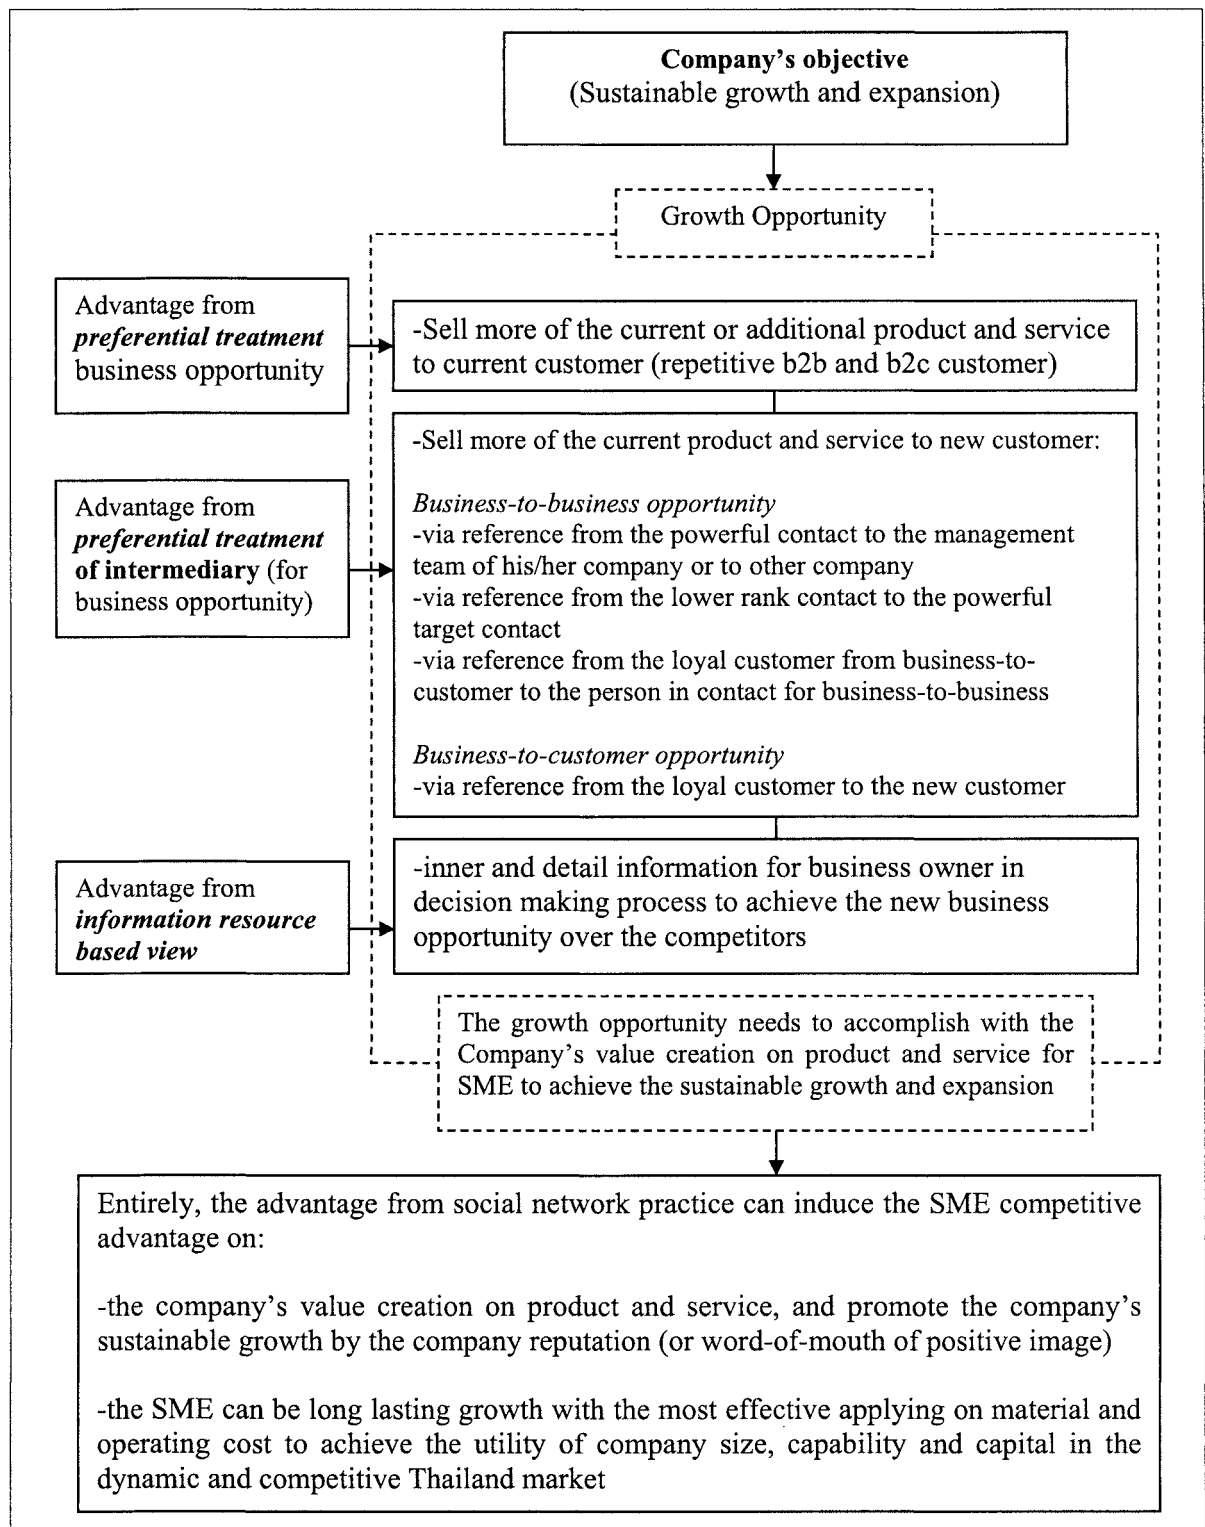 Company's objective
(Sustainable growth and expansion)
Growth Opportunity
Advantage from
preferential treatment
business opportunity
-Sell more of the current or additional product and service
to current customer (repetitive b2b and b2c customer)
Advantage from
preferential treatment
of intermediary (for
business opportunity)
-Sell more of the current product and service to new customer:
Business-to-business opportunity
-via reference from the powerful contact to the management
team of his/her company or to other company
-via reference from the lower rank contact to the powerful
target contact
-via reference from the loyal customer from business-to-
customer to the person in contact for business-to-business
Business-to-customer opportunity
-via reference from the loyal customer to the new customer
Advantage from
information resource
based view
-inner and detail information for business owner in
decision making process to achieve the new business
opportunity over the competitors
The growth opportunity needs to accomplish with the
Company's value creation on product and service for
SME to achieve the sustainable growth and expansion
Entirely, the advantage from social network practice can induce the SME competitive
advantage on:
-the company's value creation on product and service, and promote the company's
sustainable growth by the company reputation (or word-of-mouth of positive image)
-the SME can be long lasting growth with the most effective applying on material and
operating cost to achieve the utility of company size, capability and capital in the
dynamic and competitive Thailand market